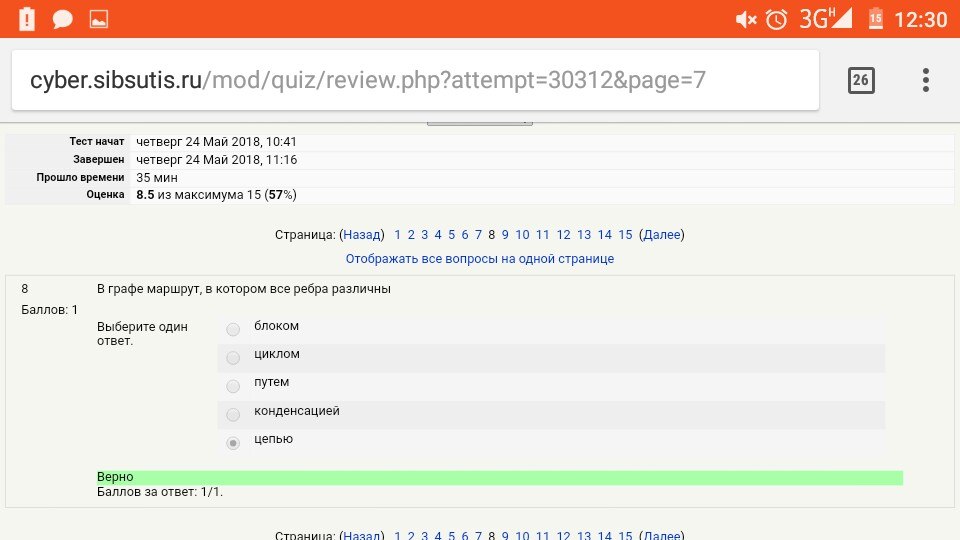 3G H 15 12:30
cyber.sibsutis.ru/mod/quiz/review.php?attempt=30312&page=7
26
Тест начат четверг 24 Май 2018, 10:41
Завершен четверг 24 Май 2018, 11:16
Прошло времени 35 мин
Оценка 8.5 из максимума 15 (57%)
Страница: (Назад) 1 2 3 4 5 6 7 8 9 10 11 12 13 14 15 (Далее)
Отображать все вопросы на одной странице
8 В графе маршрут, в котором все ребра различны
Баллов: 1
Выберите один ответ.
блоком
циклом
путем
конденсацией
цепью
Верно
Баллов за ответ: 1/1.
Страница: (Назад) 1 2 3 4 5 6 7 8 9 10 11 12 13 14 15 (Далее)